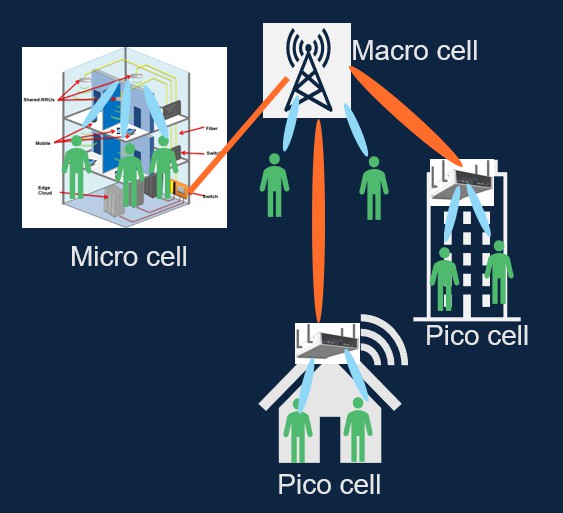 Macro cell
Shared-RRUs
Fiber
Mobile
Switch
Edge
Cloud
Switch
Micro cell
Pico cell
Pico cell